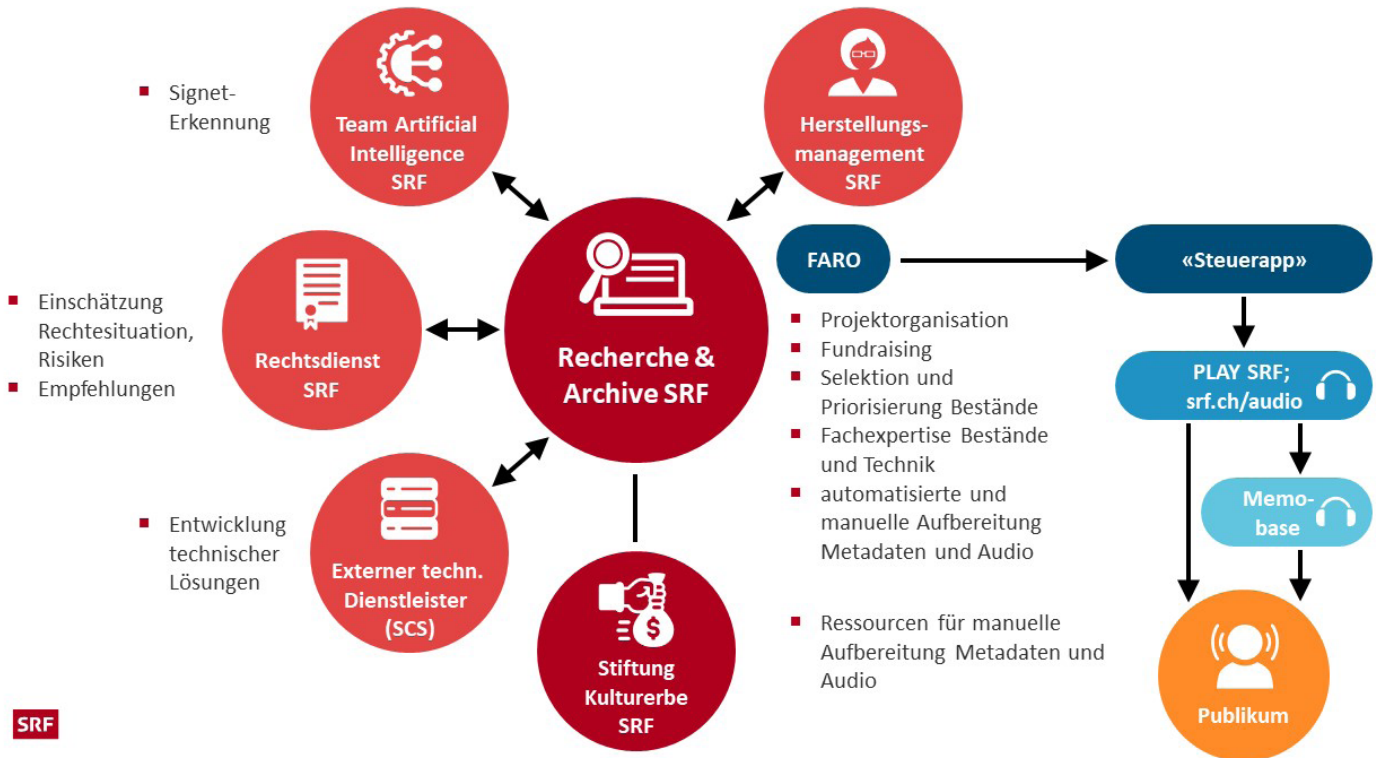 Signet-
Erkennung
Team Artificial
Intelligence
SRF
Herstellungs-
management
SRF
Einschätzung
Rechtesituation,
Risiken
Empfehlungen
Rechtsdienst
SRF
Recherche &
Archive SRF
Entwicklung
technischer
Lösungen
Externer techn.
Dienstleister
(SCS)
$
Stiftung
Kulturerbe
SRF
FARO
Projektorganisation
Fundraising
Selektion und
Priorisierung Bestände
Fachexpertise Bestände
und Technik
automatisierte und
manuelle Aufbereitung
Metadaten und Audio
Ressourcen für manuelle
Aufbereitung Metadaten und
Audio
«Steuerapp»
PLAY SRF;
srf.ch/audio
Memo-
base
Publikum
SRF